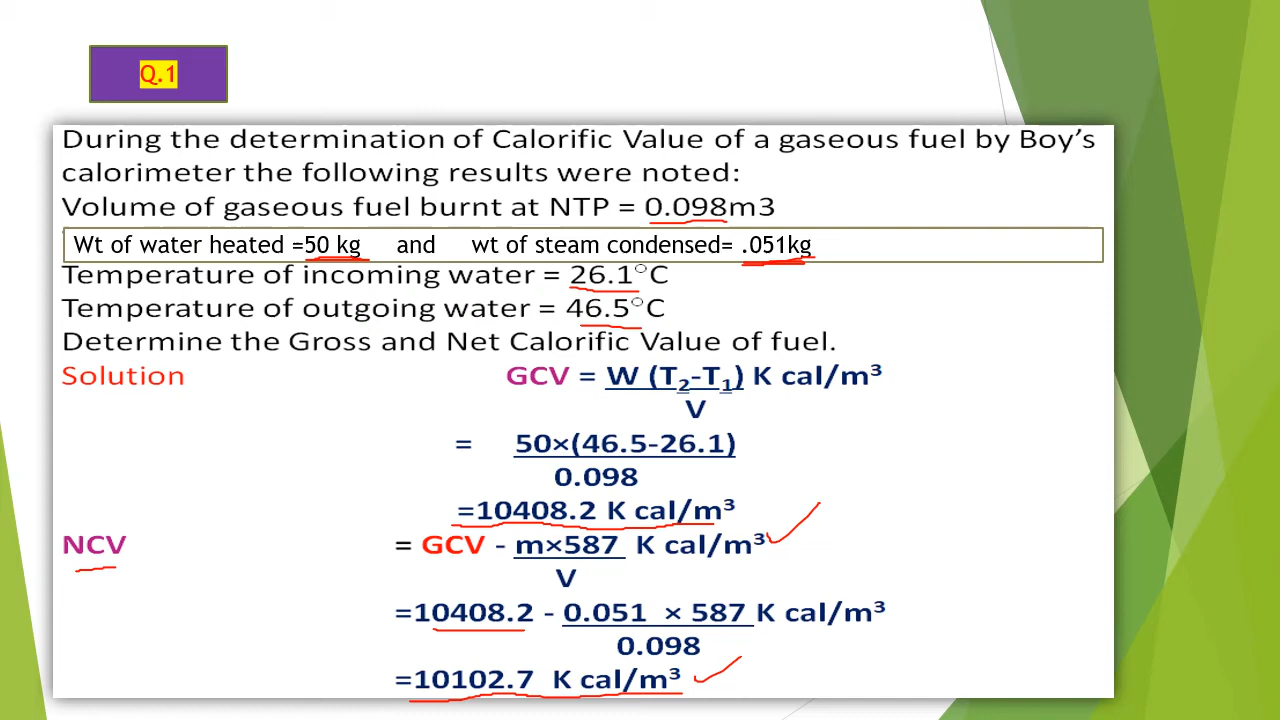 Q.1
During the determination of Calorific Value of a gaseous fuel by Boy's
calorimeter the following results were noted:
Volume of gaseous fuel burnt at NTP = 0.098m3
Wt of water heated =50 kg and wt of steam condensed= .051kg
Temperature of incoming water = 26.1°C
Temperature of outgoing water = 46.5°C
Determine the Gross and Net Calorific Value of fuel.
Solution GCV = W (T₂-T₁) K cal/m³
V
= 50×(46.5-26.1)
0.098
=10408.2 K cal/m³
NCV = GCV - m×587 K cal/m³
V
=10408.2 - 0.051 × 587 K cal/m³
0.098
=10102.7 K cal/m³